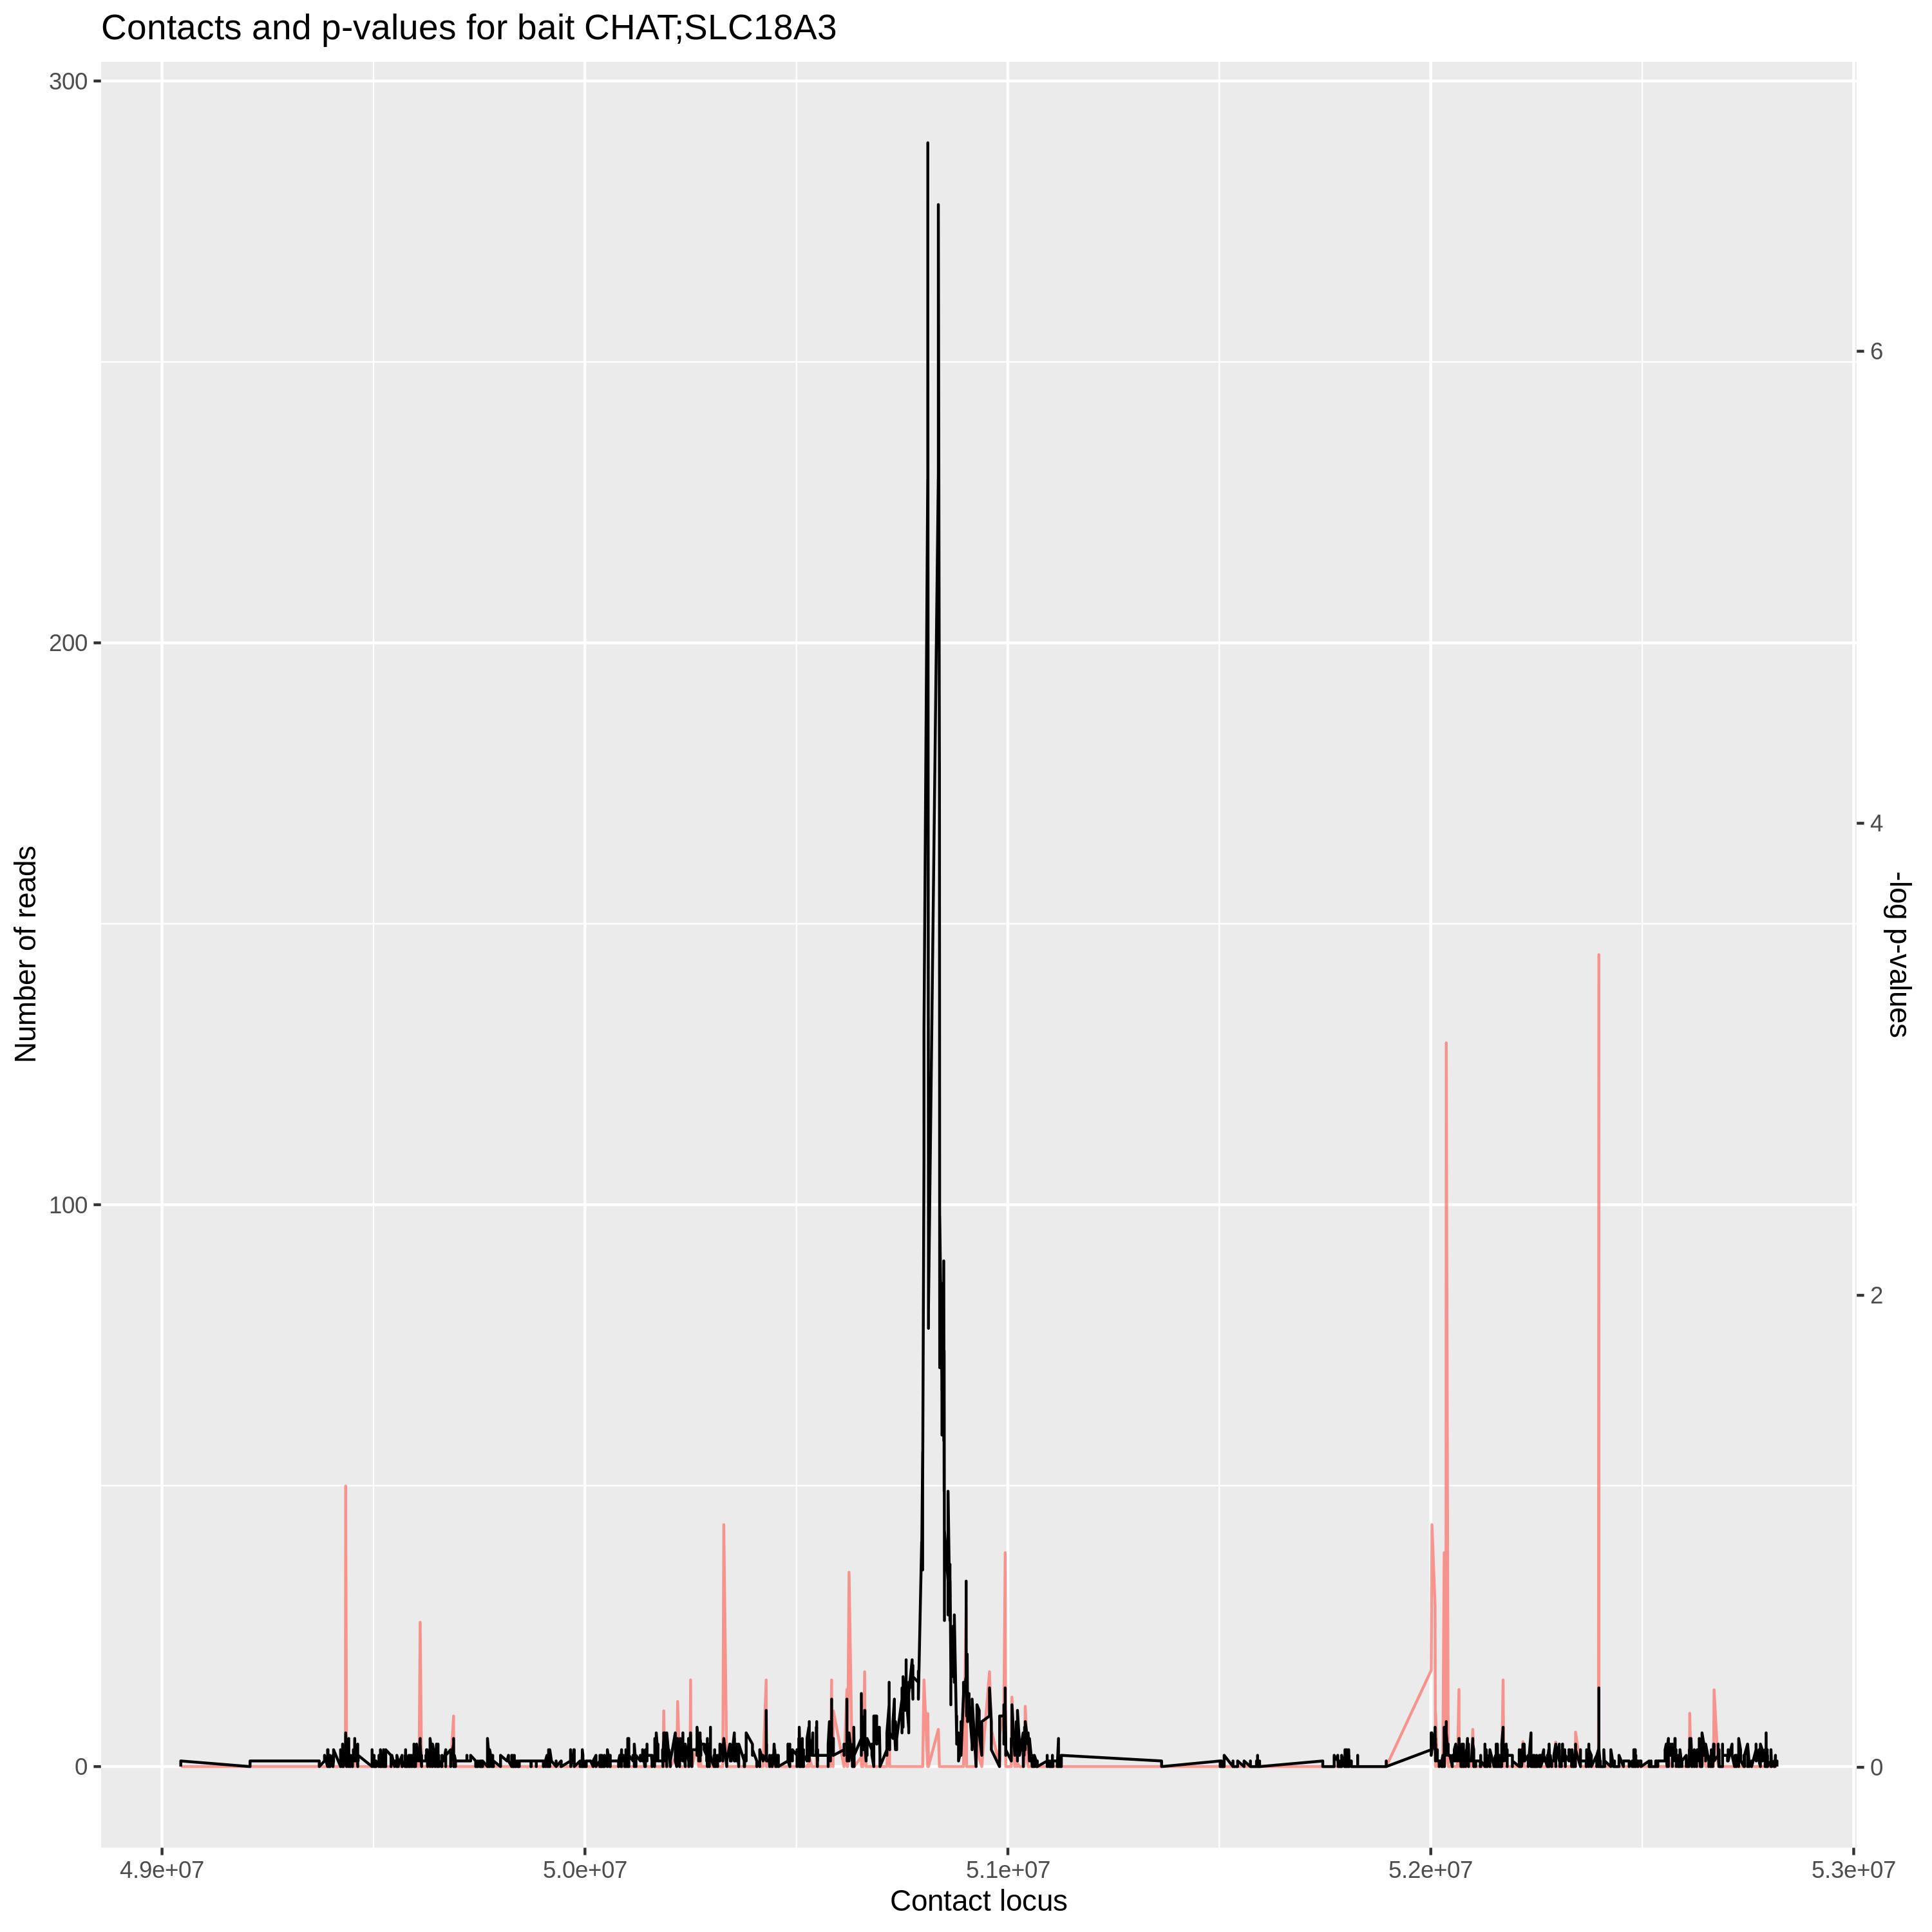 Contacts and p-values for bait CHAT;SLC18A3
300
200
100
0
Number of reads
6
4
2
0
-log p-values
4.9e+07
5.0e+07
5.1e+07
5.2e+07
5.3e+07
Contact locus